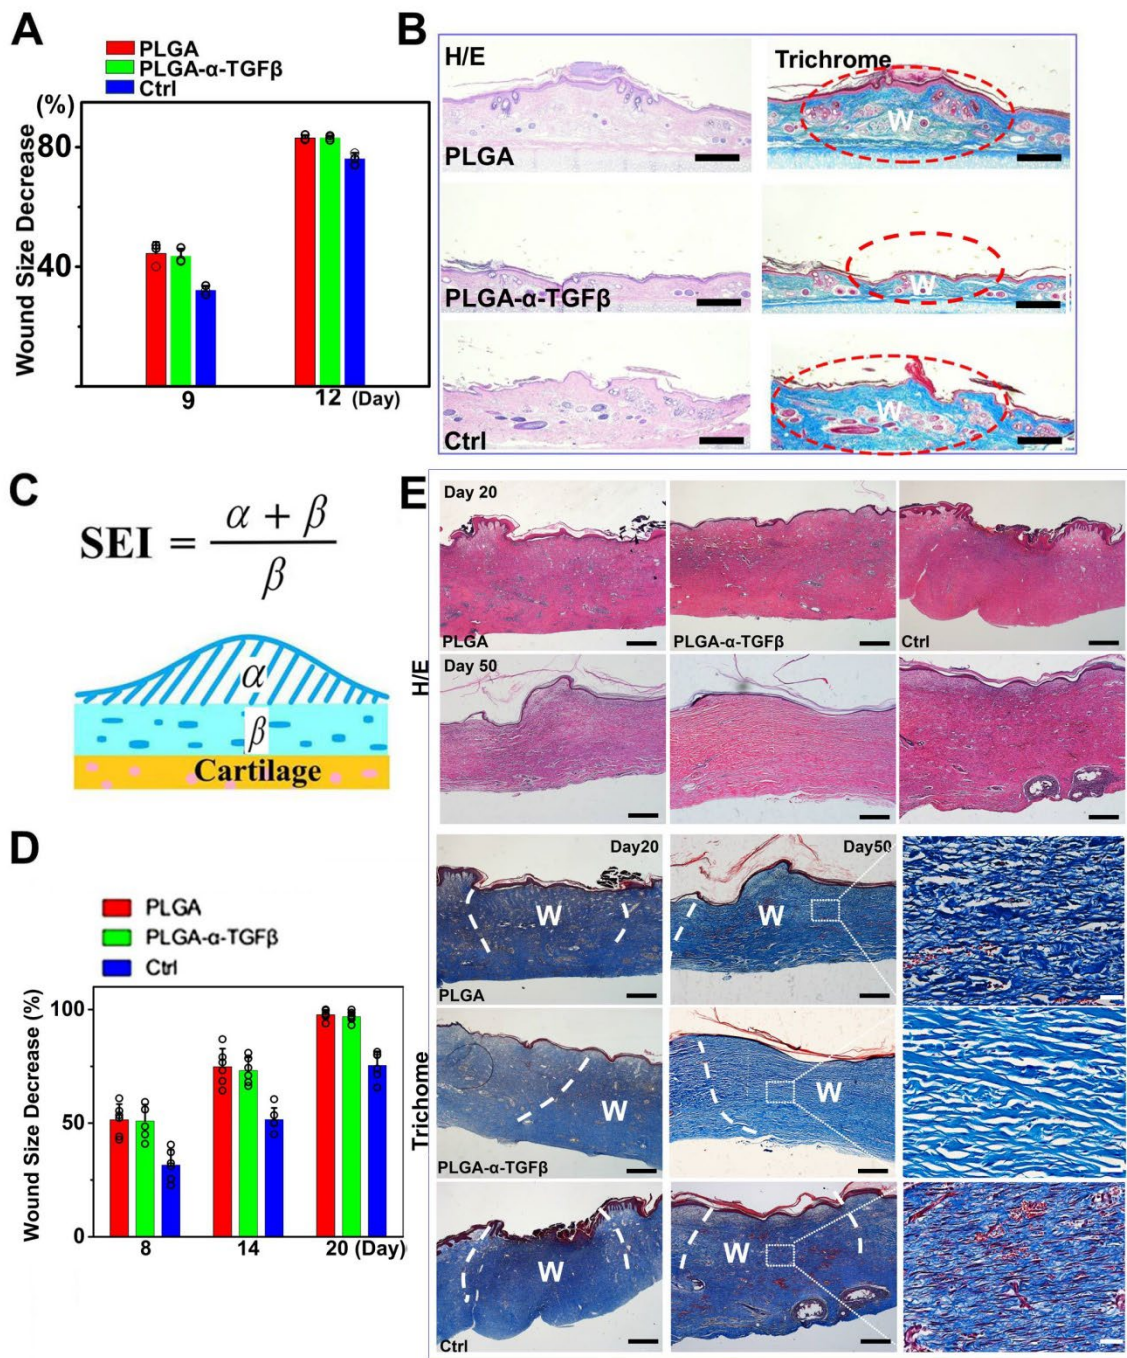 A
PLGA
PLGA-α-TGFβ
Ctrl
(%)
Wound Size Decrease
80
40
9
12 (Day)
B
H/E
Trichrome
W
PLGA
W
PLGA-α-TGFβ
W
Ctrl
C
SEI = α + β / β
α
β
Cartilage
D
PLGA
PLGA-α-TGFβ
Ctrl
Wound Size Decrease (%)
100
50
0
8
14
20 (Day)
E
H/E
Day 20
PLGA
PLGA-α-TGFβ
Ctrl
Day 50
Trichome
Day20
Day50
W
W
PLGA
W
W
PLGA-α-TGFβ
W
W
Ctrl